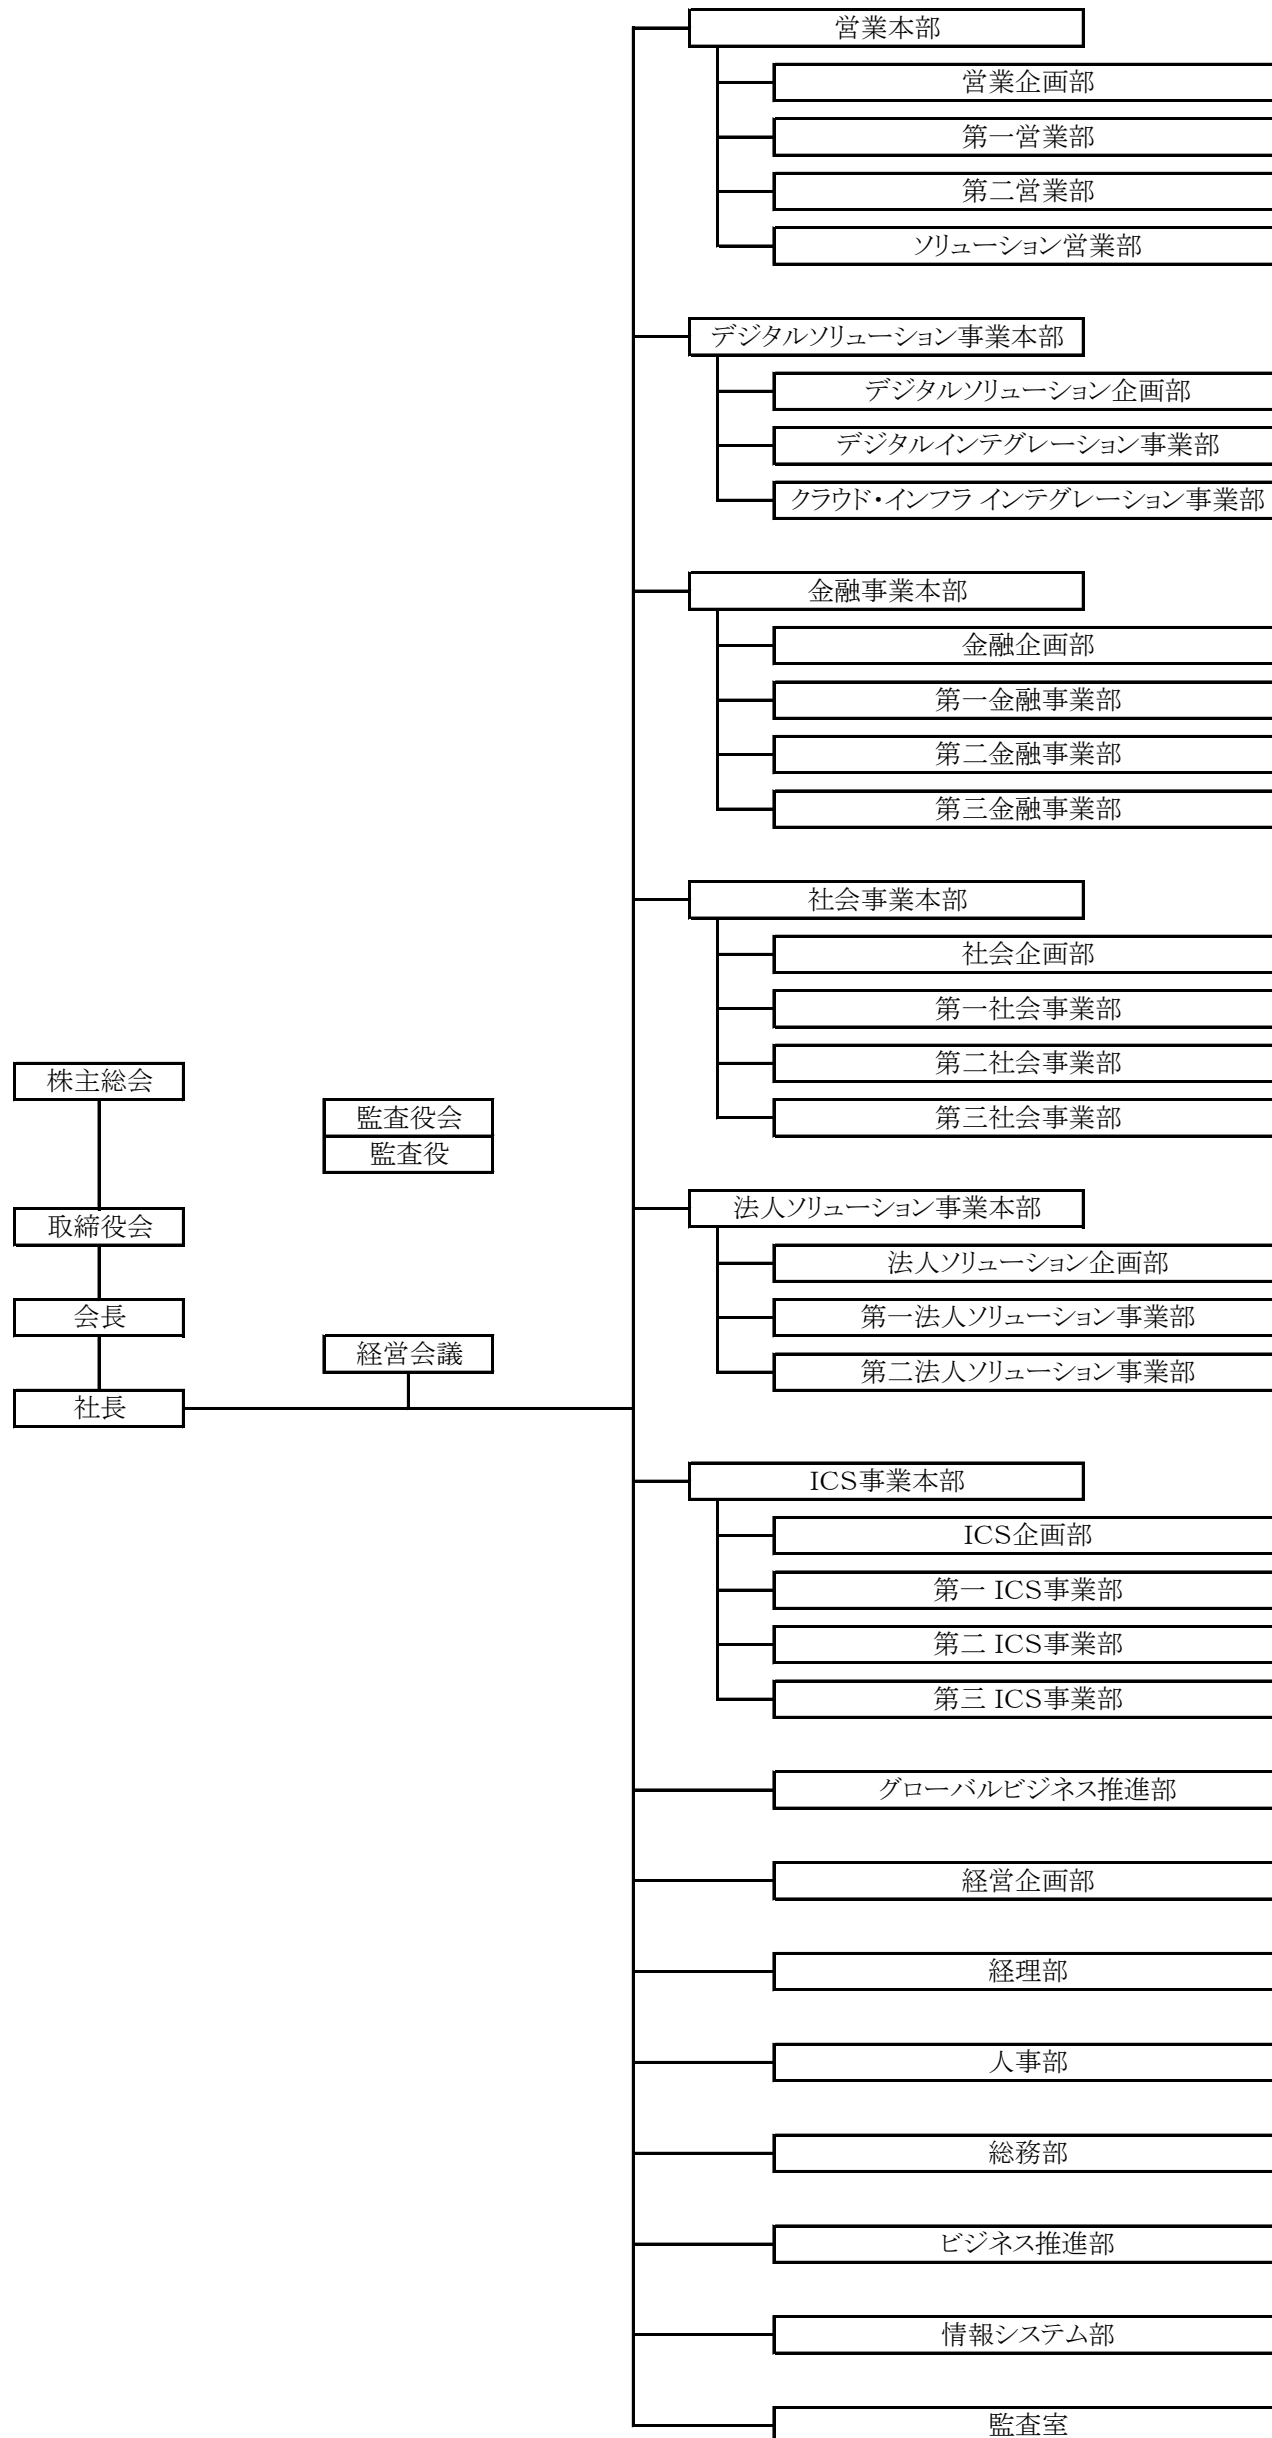 営業本部
営業企画部
第一営業部
第二営業部
ソリューション営業部
デジタルソリューション事業本部
デジタルソリューション企画部
デジタルインテグレーション事業部
クラウド・インフラ インテグレーション事業部
金融事業本部
金融企画部
第一金融事業部
第二金融事業部
第三金融事業部
社会事業本部
社会企画部
第一社会事業部
第二社会事業部
第三社会事業部
株主総会
監査役会
監査役
取締役会
会長
経営会議
社長
法人ソリューション事業本部
法人ソリューション企画部
第一法人ソリューション事業部
第二法人ソリューション事業部
ICS事業本部
ICS企画部
第一 ICS事業部
第二 ICS事業部
第三 ICS事業部
グローバルビジネス推進部
経営企画部
経理部
人事部
総務部
ビジネス推進部
情報システム部
監査室